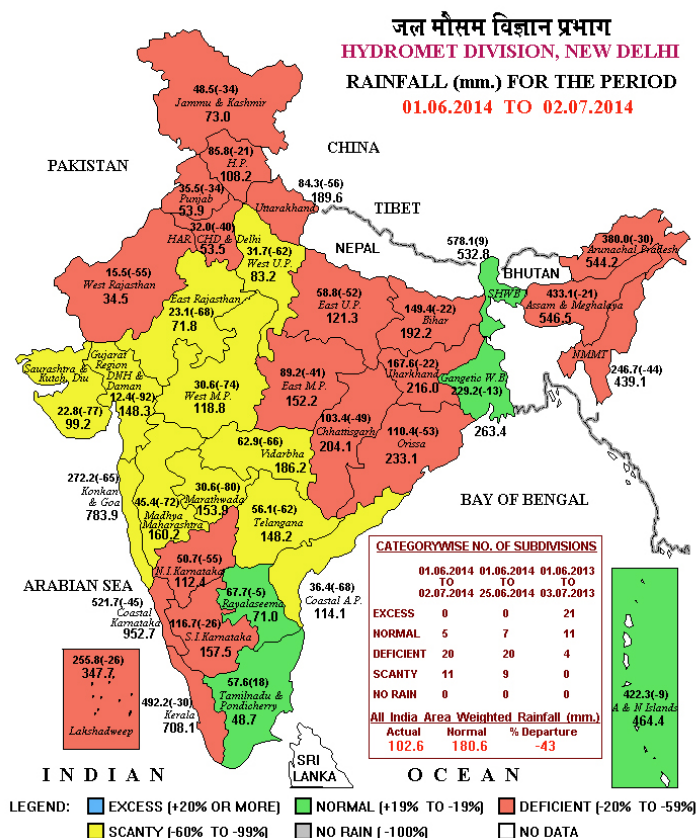 जल मौसम विज्ञान प्रभाग
HYDROMET DIVISION, NEW DELHI
RAINFALL (mm.) FOR THE PERIOD
01.06.2014 TO 02.07.2014
48.5(-34)
Jammu & Kashmir
73.0
CHINA
PAKISTAN
85.8(-21)
H.P.
108.2
35.5(-34)
Punjab
53.9
84.3(-56)
189.6
Uttarakhand
TIBET
32.0(-40)
HAR. CHD & Delhi
53.5
31.7(-62)
West U.P.
83.2
NEPAL
578.1(9)
532.8
BHUTAN
SHWB
380.0(-30)
Arunachal Pradesh
544.2
15.5(-55)
West Rajasthan
34.5
East Rajasthan
23.1(-68)
71.8
58.8(-52)
East U.P.
121.3
149.4(-22)
Bihar
192.2
433.1(-21)
Assam & Meghalaya
546.5
NMMT
246.7(-44)
439.1
Saurashtra &
Kutch, Diu
22.8(-77)
99.2
Gujarat
Region
DNH &
Daman
12.4(-92)
148.3
30.6(-74)
West M.P.
118.8
89.2(-41)
East M.P.
152.2
167.6(-22)
Jharkhand
216.0
Gangetic W.B.
229.2(-13)
263.4
103.4(-49)
Chhattisgarh
204.1
110.4(-53)
Orissa
233.1
62.9(-66)
Vidarbha
186.2
272.2(-65)
Konkan
& Goa
783.9
45.4(-72)
Madhya
Maharashtra
160.2
30.6(-80)
Marathwada
153.9
56.1(-62)
Telangana
148.2
BAY OF BENGAL
ARABIAN SEA
50.7(-55)
N.I.Karnataka
112.4
67.7(-5)
Rayalaseema
71.0
36.4(-68)
Coastal A.P.
114.1
521.7(-45)
Coastal
Karnataka
952.7
116.7(-26)
S.I.Karnataka
157.5
57.6(18)
Tamilnadu &
Pondicherry
48.7
492.2(-30)
Kerala
708.1
255.8(-26)
347.7
Lakshadweep
422.3(-9)
A & N Islands
464.4
CATEGORYWISE NO. OF SUBDIVISIONS
01.06.2014 01.06.2014 01.06.2013
TO TO TO
02.07.2014 25.06.2014 03.07.2013
EXCESS 0 0 21
NORMAL 5 7 11
DEFICIENT 20 20 4
SCANTY 11 9 0
NO RAIN 0 0 0
All India Area Weighted Rainfall (mm.)
Actual Normal % Departure
102.6 180.6 -43
SRI
LANKA
INDIAN OCEAN
LEGEND: EXCESS (+20% OR MORE) NORMAL (+19% TO -19%) DEFICIENT (-20% TO -59%)
SCANTY (-60% TO -99%) NO RAIN (-100%) NO DATA